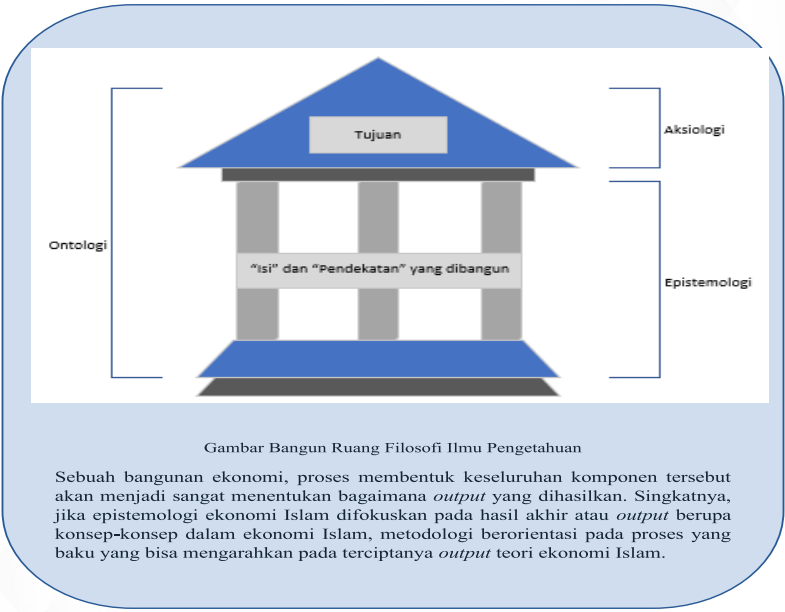 Tujuan
Aksiologi
Ontologi
“Isi” dan “Pendekatan” yang dibangun
Epistemologi
Gambar Bangun Ruang Filosofi Ilmu Pengetahuan
Sebuah bangunan ekonomi, proses membentuk keseluruhan komponen tersebut
akan menjadi sangat menentukan bagaimana output yang dihasilkan. Singkatnya,
jika epistemologi ekonomi Islam difokuskan pada hasil akhir atau output berupa
konsep-konsep dalam ekonomi Islam, metodologi berorientasi pada proses yang
baku yang bisa mengarahkan pada terciptanya output teori ekonomi Islam.